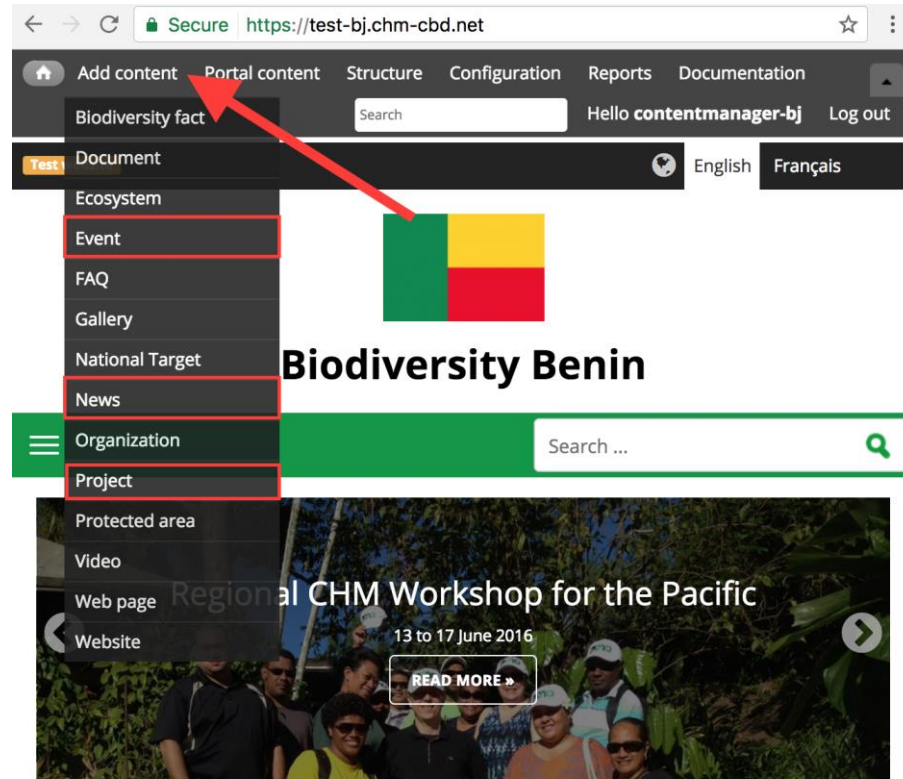 Secure https://test-bj.chm-cbd.net
Add content Portal content Structure Configuration Reports Documentation
Search Hello contentmanager-bj Log out
Biodiversity fact
Test
English Français
Document
Ecosystem
Event
FAQ
Gallery
National Target
Biodiversity Benin
News
Organization
Search ...
Project
Protected area
Video
Regional CHM Workshop for the Pacific
Web page
13 to 17 June 2016
Website
READ MORE »